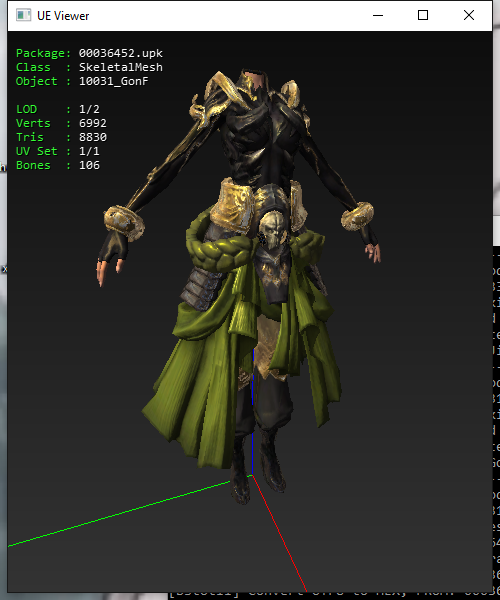 UE Viewer
Package: 00036452.upk
Class  : SkeletalMesh
Object : 10031_GonF
LOD    : 1/2
Verts  : 6992
Tris   : 8830
UV Set : 1/1
Bones  : 106